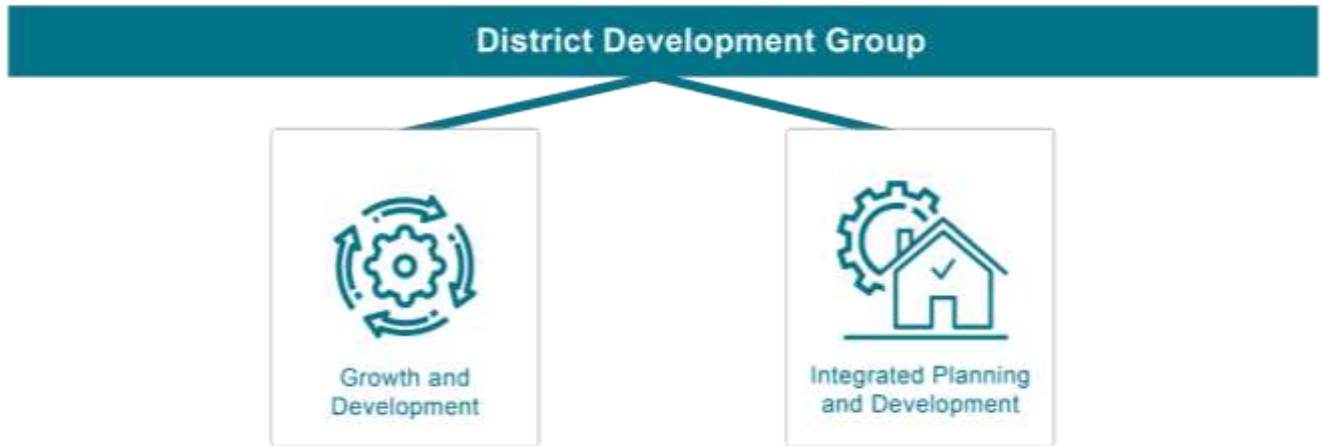 District Development Group
Growth and
Development
Integrated Planning
and Development